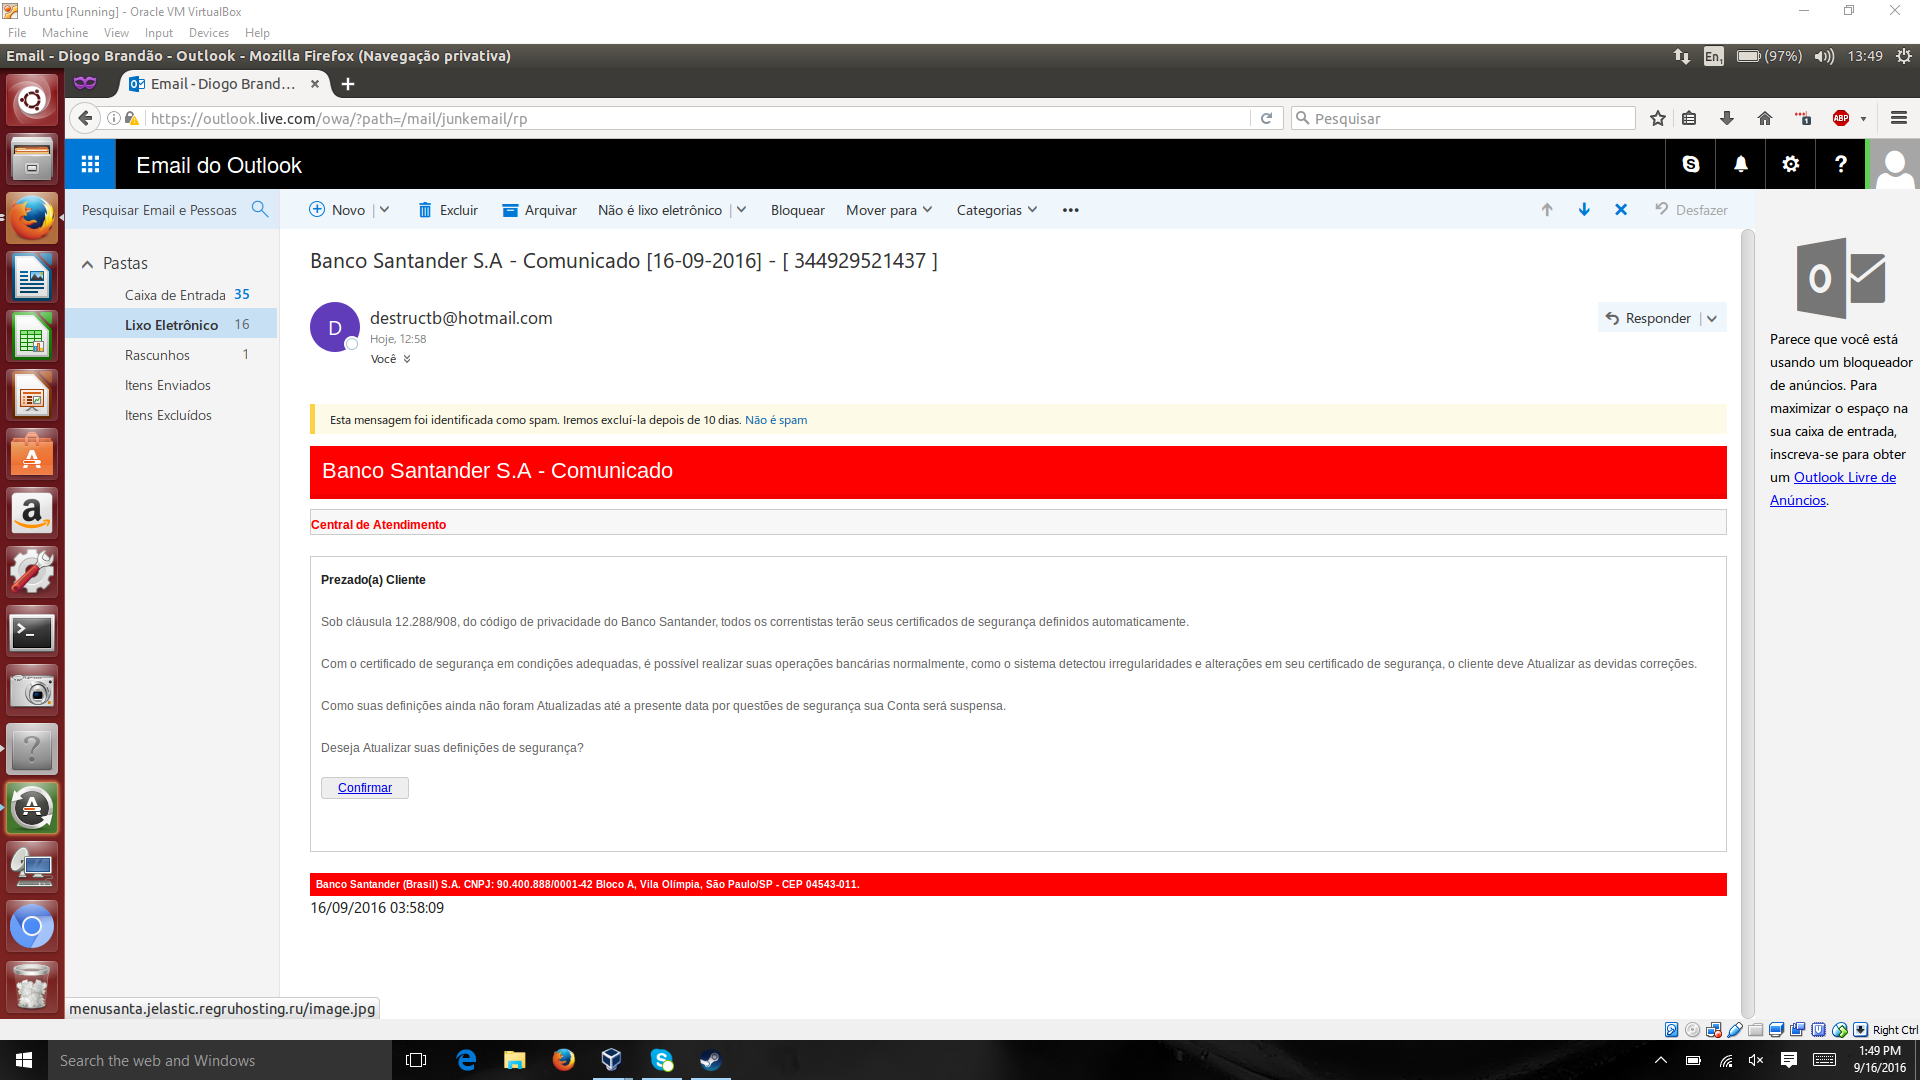 Ubuntu [Running] - Oracle VM VirtualBox
File Machine View Input Devices Help
Email - Diogo Brandão - Outlook - Mozilla Firefox (Navegação privativa)
En₁ (97%) 13:49
Email - Diogo Brand...
https://outlook.live.com/owa/?path=/mail/junkemail/rp
Pesquisar
1
ABP
Email do Outlook
Pesquisar Email e Pessoas
Novo Excluir Arquivar Não é lixo eletrônico Bloquear Mover para Categorias ••• Desfazer
Pastas
Caixa de Entrada 35
Lixo Eletrônico 16
Rascunhos 1
Itens Enviados
Itens Excluídos
Banco Santander S.A - Comunicado [16-09-2016] - [ 344929521437 ]
D
destructb@hotmail.com
Hoje, 12:58
Você
Responder
Esta mensagem foi identificada como spam. Iremos excluí-la depois de 10 dias. Não é spam
Banco Santander S.A - Comunicado
Central de Atendimento
Prezado(a) Cliente
Sob cláusula 12.288/908, do código de privacidade do Banco Santander, todos os correntistas terão seus certificados de segurança definidos automaticamente.
Com o certificado de segurança em condições adequadas, é possível realizar suas operações bancárias normalmente, como o sistema detectou irregularidades e alterações em seu certificado de segurança, o cliente deve Atualizar as devidas correções.
Como suas definições ainda não foram Atualizadas até a presente data por questões de segurança sua Conta será suspensa.
Deseja Atualizar suas definições de segurança?
Confirmar
Banco Santander (Brasil) S.A. CNPJ: 90.400.888/0001-42 Bloco A, Vila Olímpia, São Paulo/SP - CEP 04543-011.
16/09/2016 03:58:09
Parece que você está
usando um bloqueador
de anúncios. Para
maximizar o espaço na
sua caixa de entrada,
inscreva-se para obter
um Outlook Livre de
Anúncios.
menusanta.jelastic.regruhosting.ru/image.jpg
Right Ctrl
Search the web and Windows
1:49 PM
9/16/2016